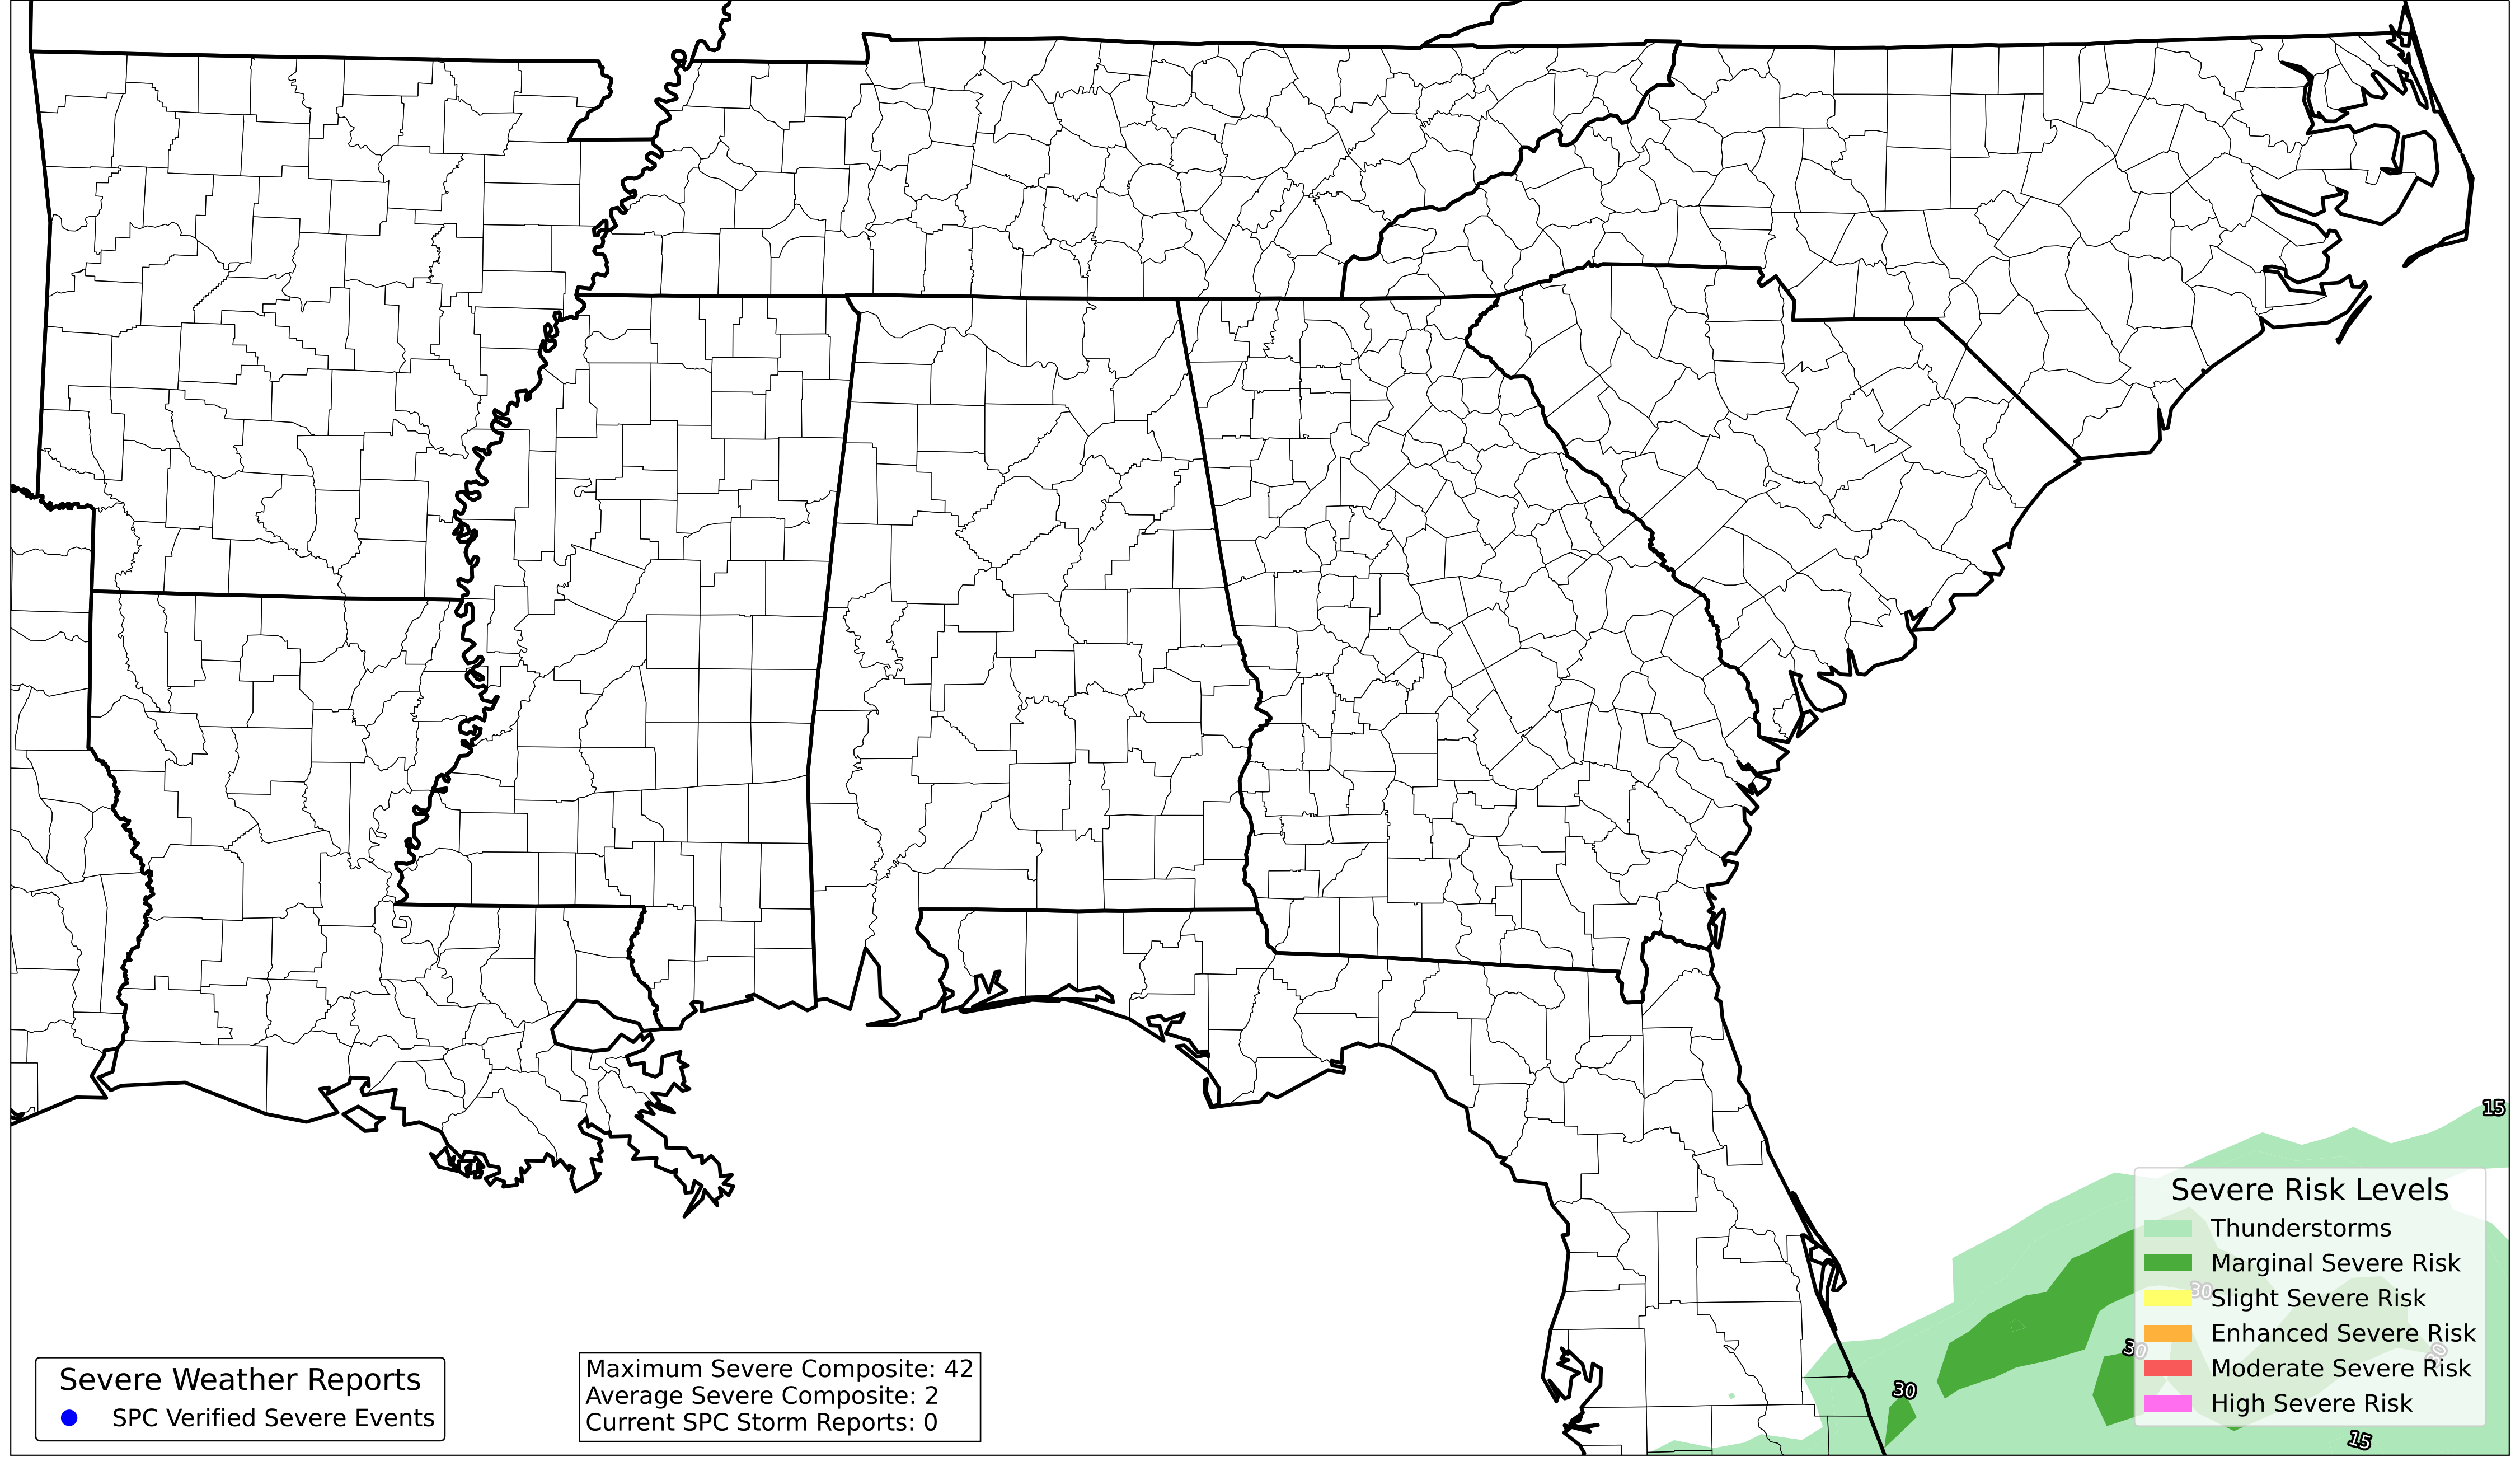 15
Severe Risk Levels
Thunderstorms
Marginal Severe Risk
30
Slight Severe Risk
Enhanced Severe Risk
30
30
Moderate Severe Risk
30
High Severe Risk
15
Maximum Severe Composite: 42
Average Severe Composite: 2
Current SPC Storm Reports: 0
Severe Weather Reports
SPC Verified Severe Events